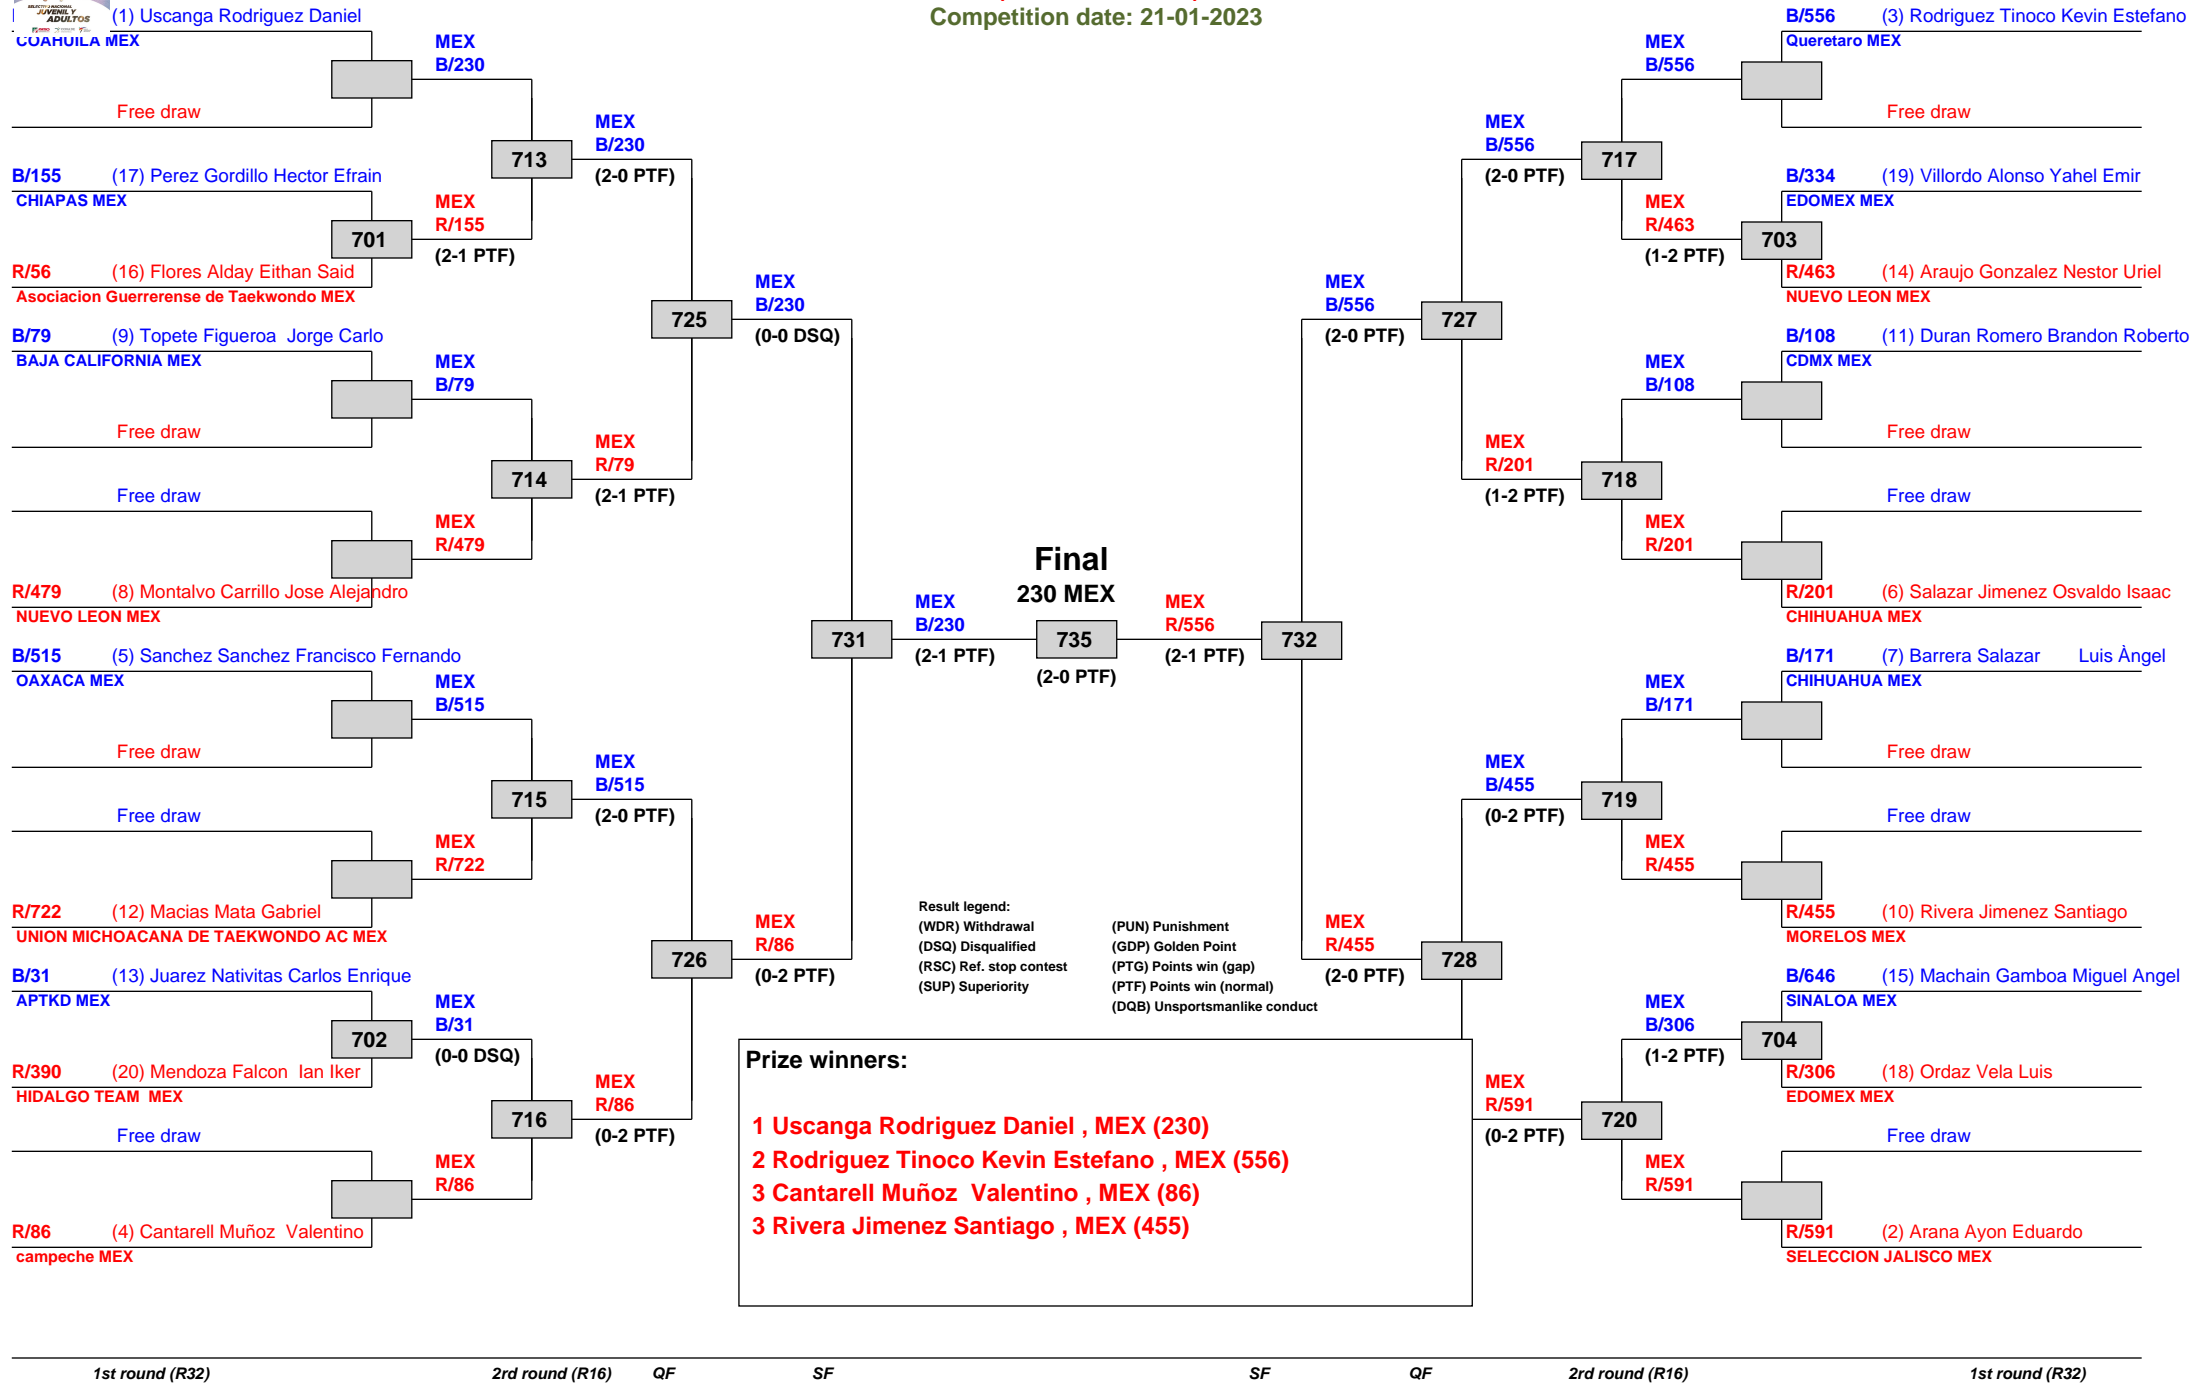 SELECTIVO NACIONAL
JUVENIL Y
ADULTOS
(1) Uscanga Rodriguez Daniel
COAHUILA MEX
Free draw
B/155 (17) Perez Gordillo Hector Efrain
CHIAPAS MEX
701
R/56 (16) Flores Alday Eithan Said
Asociacion Guerrerense de Taekwondo MEX
B/79 (9) Topete Figueroa  Jorge Carlo
BAJA CALIFORNIA MEX
Free draw
Free draw
R/479 (8) Montalvo Carrillo Jose Alejandro
NUEVO LEON MEX
B/515 (5) Sanchez Sanchez Francisco Fernando
OAXACA MEX
Free draw
Free draw
R/722 (12) Macias Mata Gabriel
UNION MICHOACANA DE TAEKWONDO AC MEX
B/31 (13) Juarez Nativitas Carlos Enrique
APTKD MEX
702
R/390 (20) Mendoza Falcon  Ian Iker
HIDALGO TEAM  MEX
Free draw
R/86 (4) Cantarell Muñoz  Valentino
campeche MEX
MEX
B/230
MEX
R/155
(2-1 PTF)
MEX
B/79
MEX
R/479
MEX
B/515
MEX
R/722
MEX
B/31
(0-0 DSQ)
MEX
R/86
713
714
715
716
MEX
B/230
(2-0 PTF)
MEX
R/79
(2-1 PTF)
MEX
B/515
(2-0 PTF)
MEX
R/86
(0-2 PTF)
725
726
MEX
B/230
(0-0 DSQ)
MEX
R/86
(0-2 PTF)
731
Competition date: 21-01-2023
Final
230 MEX
MEX
B/230
(2-1 PTF)
735
(2-0 PTF)
MEX
R/556
(2-1 PTF)
732
Result legend:
(WDR) Withdrawal
(DSQ) Disqualified
(RSC) Ref. stop contest
(SUP) Superiority
(PUN) Punishment
(GDP) Golden Point
(PTG) Points win (gap)
(PTF) Points win (normal)
(DQB) Unsportsmanlike conduct
Prize winners:
1 Uscanga Rodriguez Daniel , MEX (230)
2 Rodriguez Tinoco Kevin Estefano , MEX (556)
3 Cantarell Muñoz  Valentino , MEX (86)
3 Rivera Jimenez Santiago , MEX (455)
MEX
B/556
(2-0 PTF)
MEX
R/455
(2-0 PTF)
727
728
MEX
B/556
(2-0 PTF)
MEX
R/201
(1-2 PTF)
MEX
B/455
(0-2 PTF)
MEX
R/591
(0-2 PTF)
717
718
719
720
MEX
B/556
MEX
R/463
(1-2 PTF)
MEX
B/108
MEX
R/201
MEX
B/171
MEX
R/455
MEX
B/306
(1-2 PTF)
MEX
R/591
B/556 (3) Rodriguez Tinoco Kevin Estefano
Queretaro MEX
Free draw
B/334 (19) Villordo Alonso Yahel Emir
EDOMEX MEX
703
R/463 (14) Araujo Gonzalez Nestor Uriel
NUEVO LEON MEX
B/108 (11) Duran Romero Brandon Roberto
CDMX MEX
Free draw
Free draw
R/201 (6) Salazar Jimenez Osvaldo Isaac
CHIHUAHUA MEX
B/171 (7) Barrera Salazar Luis Àngel
CHIHUAHUA MEX
Free draw
Free draw
R/455 (10) Rivera Jimenez Santiago
MORELOS MEX
B/646 (15) Machain Gamboa Miguel Angel
SINALOA MEX
704
R/306 (18) Ordaz Vela Luis
EDOMEX MEX
Free draw
R/591 (2) Arana Ayon Eduardo
SELECCION JALISCO MEX
1st round (R32) 2rd round (R16) QF SF SF QF 2rd round (R16) 1st round (R32)